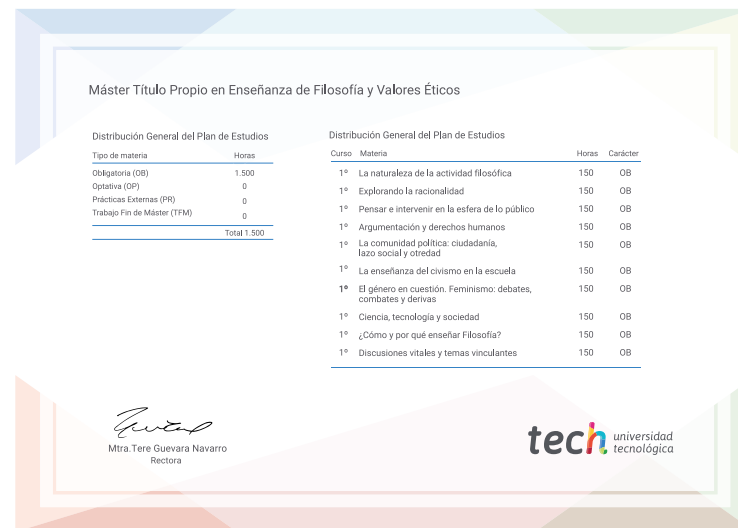 Máster Título Propio en Enseñanza de Filosofía y Valores Éticos
Distribución General del Plan de Estudios
Tipo de materia Horas
Obligatoria (OB) 1.500
Optativa (OP) 0
Prácticas Externas (PR) 0
Trabajo Fin de Máster (TFM) 0
Total 1.500
Distribución General del Plan de Estudios
Curso Materia Horas Carácter
1º La naturaleza de la actividad filosófica 150 OB
1º Explorando la racionalidad 150 OB
1º Pensar e intervenir en la esfera de lo público 150 OB
1º Argumentación y derechos humanos 150 OB
1º La comunidad política: ciudadanía, 150 OB
lazo social y otredad
1º La enseñanza del civismo en la escuela 150 OB
1º El género en cuestión. Feminismo: debates, 150 OB
combates y derivas
1º Ciencia, tecnología y sociedad 150 OB
1º ¿Cómo y por qué enseñar Filosofía? 150 OB
1º Discusiones vitales y temas vinculantes 150 OB
Mtra.Tere Guevara Navarro
Rectora
tech universidad
tecnológica